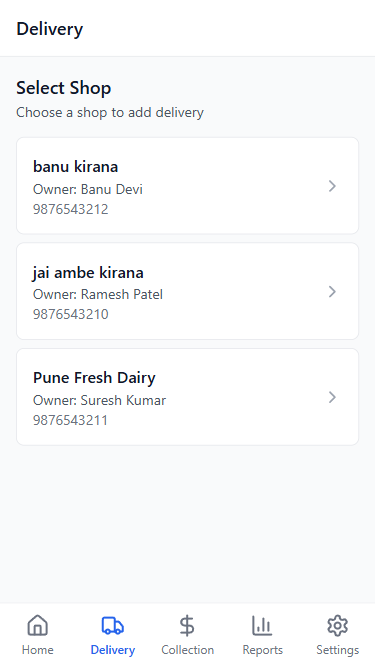 Delivery
Select Shop
Choose a shop to add delivery
banu kirana
Owner: Banu Devi
9876543212
jai ambe kirana
Owner: Ramesh Patel
9876543210
Pune Fresh Dairy
Owner: Suresh Kumar
9876543211
Home Delivery Collection Reports Settings